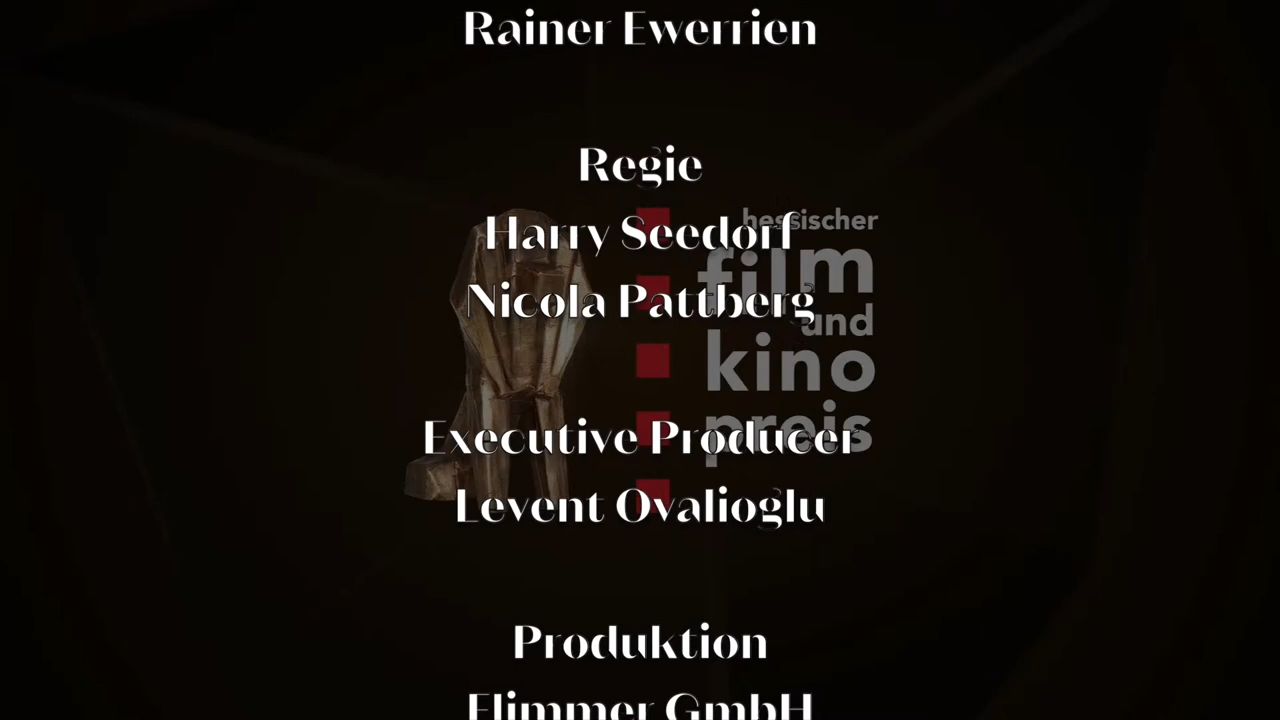 Rainer Ewerrien
Regie
Harry Seedorf
Nicola Pattberg
Executive Producer
Levent Ovalioglu
Produktion
Flimmer GmbH
hessischer
film
und
kino
preis